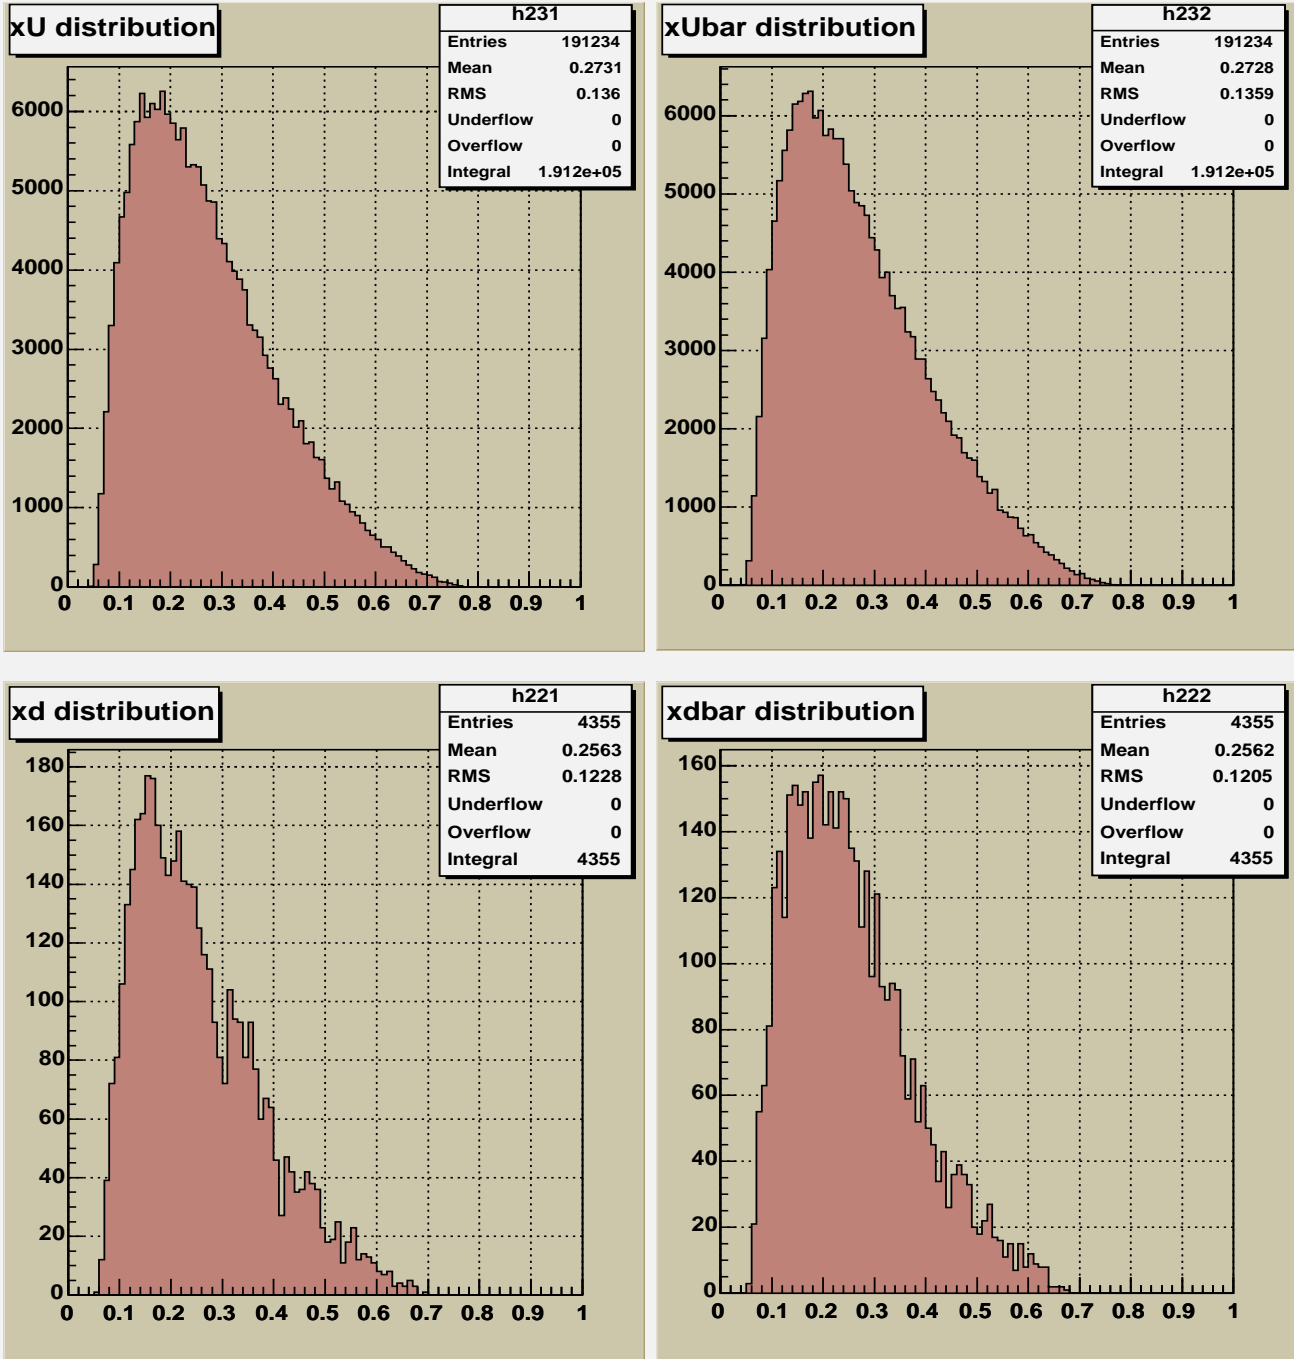 xU distribution
h231
Entries 191234
Mean 0.2731
RMS 0.136
Underflow 0
Overflow 0
Integral 1.912e+05
6000
5000
4000
3000
2000
1000
0
0 0.1 0.2 0.3 0.4 0.5 0.6 0.7 0.8 0.9 1
xUbar distribution
h232
Entries 191234
Mean 0.2728
RMS 0.1359
Underflow 0
Overflow 0
Integral 1.912e+05
6000
5000
4000
3000
2000
1000
0
0 0.1 0.2 0.3 0.4 0.5 0.6 0.7 0.8 0.9 1
xd distribution
h221
Entries 4355
Mean 0.2563
RMS 0.1228
Underflow 0
Overflow 0
Integral 4355
180
160
140
120
100
80
60
40
20
0
0 0.1 0.2 0.3 0.4 0.5 0.6 0.7 0.8 0.9 1
xdbar distribution
h222
Entries 4355
Mean 0.2562
RMS 0.1205
Underflow 0
Overflow 0
Integral 4355
160
140
120
100
80
60
40
20
0
0 0.1 0.2 0.3 0.4 0.5 0.6 0.7 0.8 0.9 1